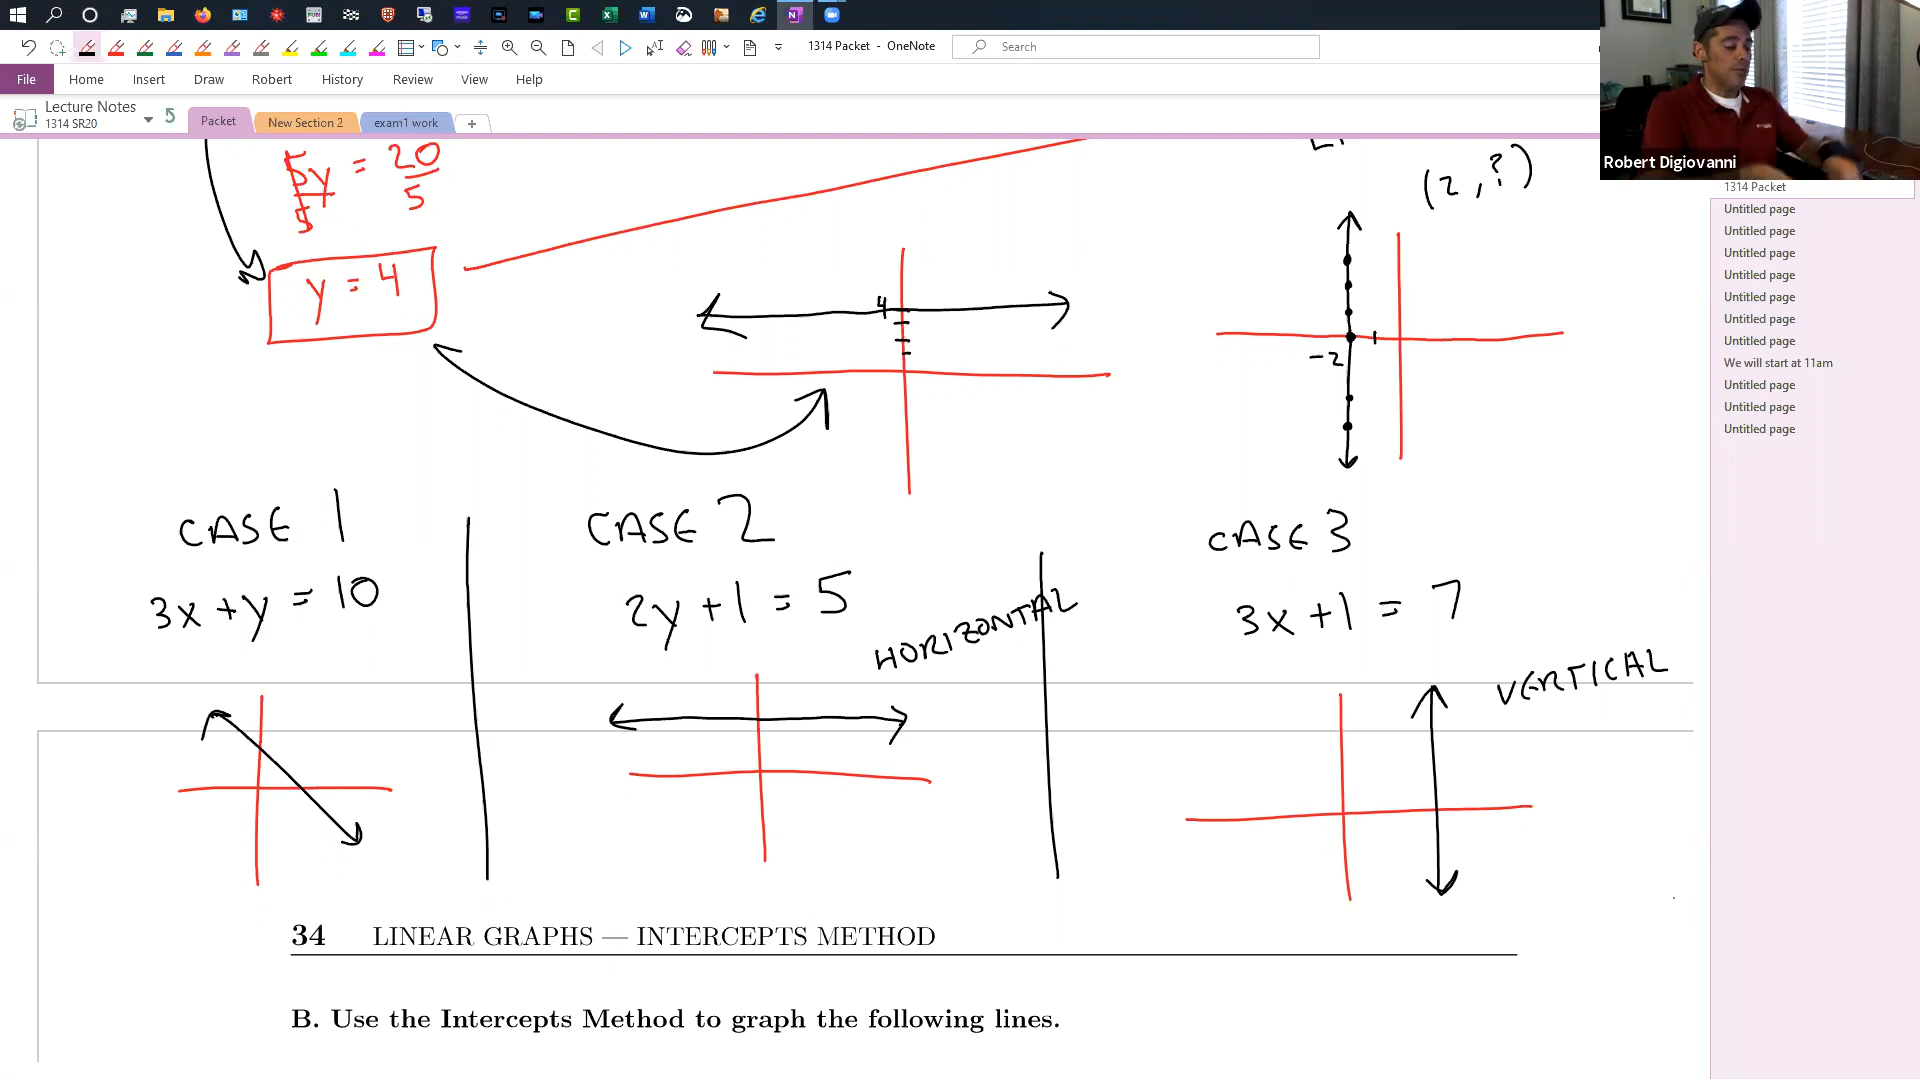 1314 Packet - OneNote
Search
File Home Insert Draw Robert History Review View Help
Lecture Notes
1314 SR20
Packet New Section 2 exam1 work +
Robert Digiovanni
1314 Packet
Untitled page
Untitled page
Untitled page
Untitled page
Untitled page
Untitled page
Untitled page
We will start at 11am
Untitled page
Untitled page
Untitled page
5y = 20
5 5
y = 4
4
(2, ?)
-2
CASE 1
3x + y = 10
CASE 2
2y + 1 = 5
HORIZONTAL
CASE 3
3x + 1 = 7
VERTICAL
34 LINEAR GRAPHS — INTERCEPTS METHOD
B. Use the Intercepts Method to graph the following lines.